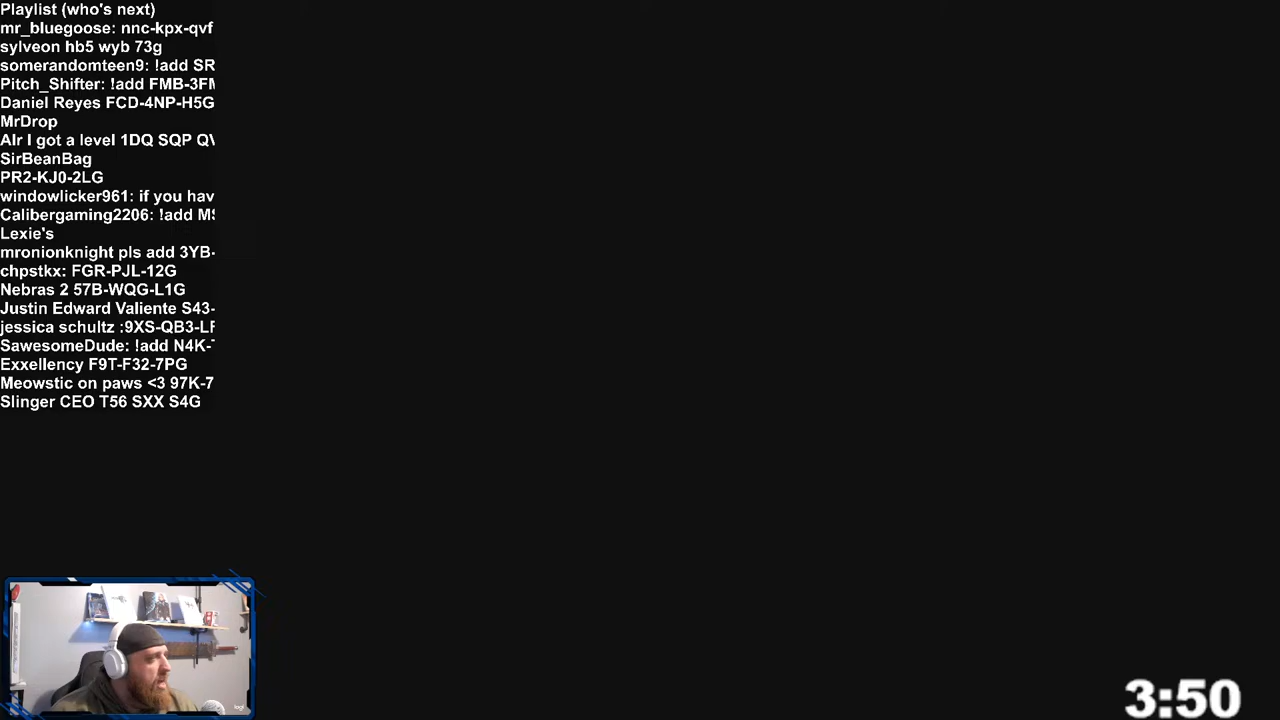 Playlist (who's next)
mr_bluegoose: nnc-kpx-qvf
sylveon hb5 wyb 73g
somerandomteen9: !add SR
Pitch_Shifter: !add FMB-3FM
Daniel Reyes FCD-4NP-H5G
MrDrop
Alr I got a level 1DQ SQP
SirBeanBag
PR2-KJ0-2LG
windowlicker961: if you hav
Calibergaming2206: !add
Lexie's
mronionknight pls add 3YB-
chpstkx: FGR-PJL-12G
Nebras 2 57B-WQG-L1G
Justin Edward Valiente S43-
jessica schultz :9XS-QB3-
SawesomeDude: !add N4K-
Exxellency F9T-F32-7PG
Meowstic on paws <3 97K-7
Slinger CEO T56 SXX S4G
logi
3:50